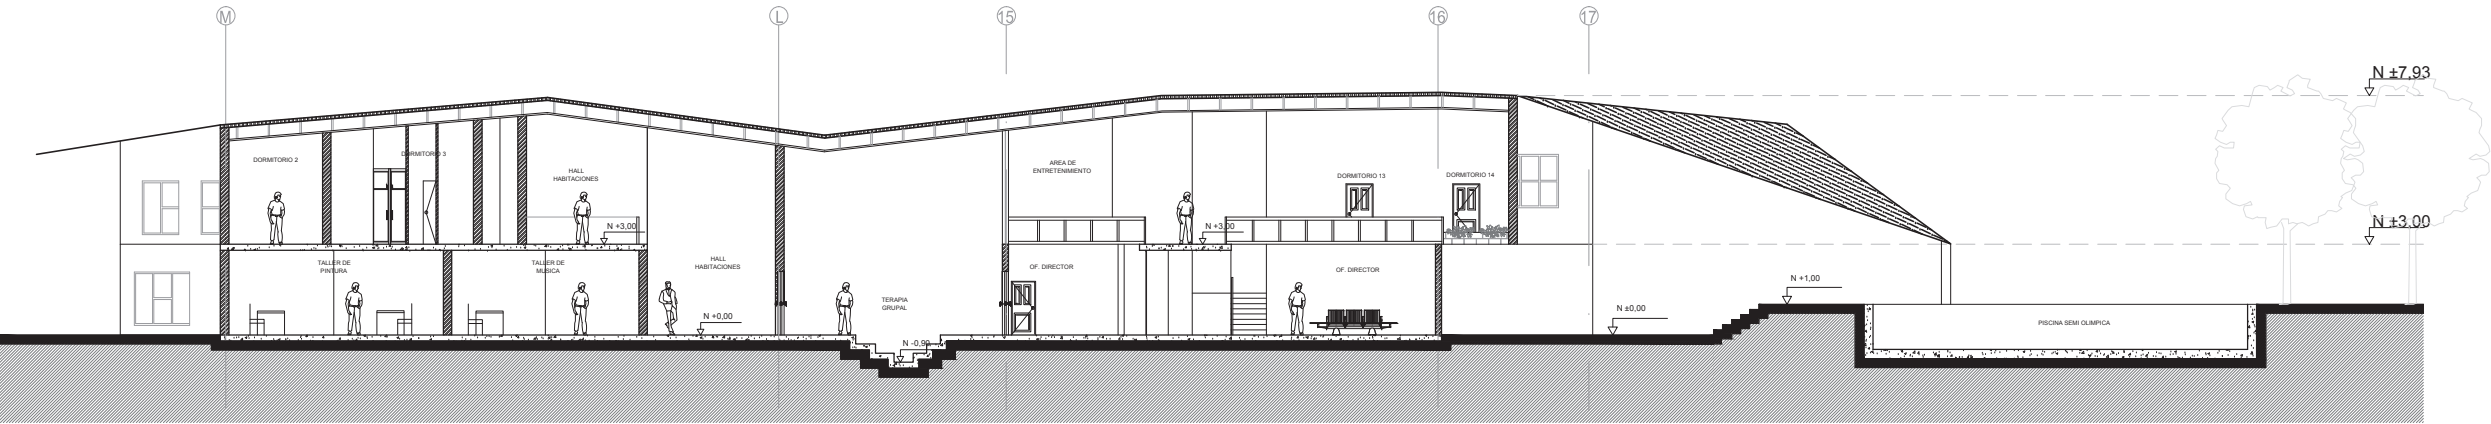 M
L
15
16
17
N ±7,93
DORMITORIO 2
DORMITORIO 3
HALL
HABITACIONES
AREA DE
ENTRETENIMIENTO
DORMITORIO 13
DORMITORIO 14
N +3,00
N +3,00
N ±3,00
TALLER DE
PINTURA
TALLER DE
MUSICA
HALL
HABITACIONES
OF. DIRECTOR
OF. DIRECTOR
N +1,00
TERAPIA
GRUPAL
N +0,00
N ±0,00
PISCINA SEMI OLIMPICA
N -0,90